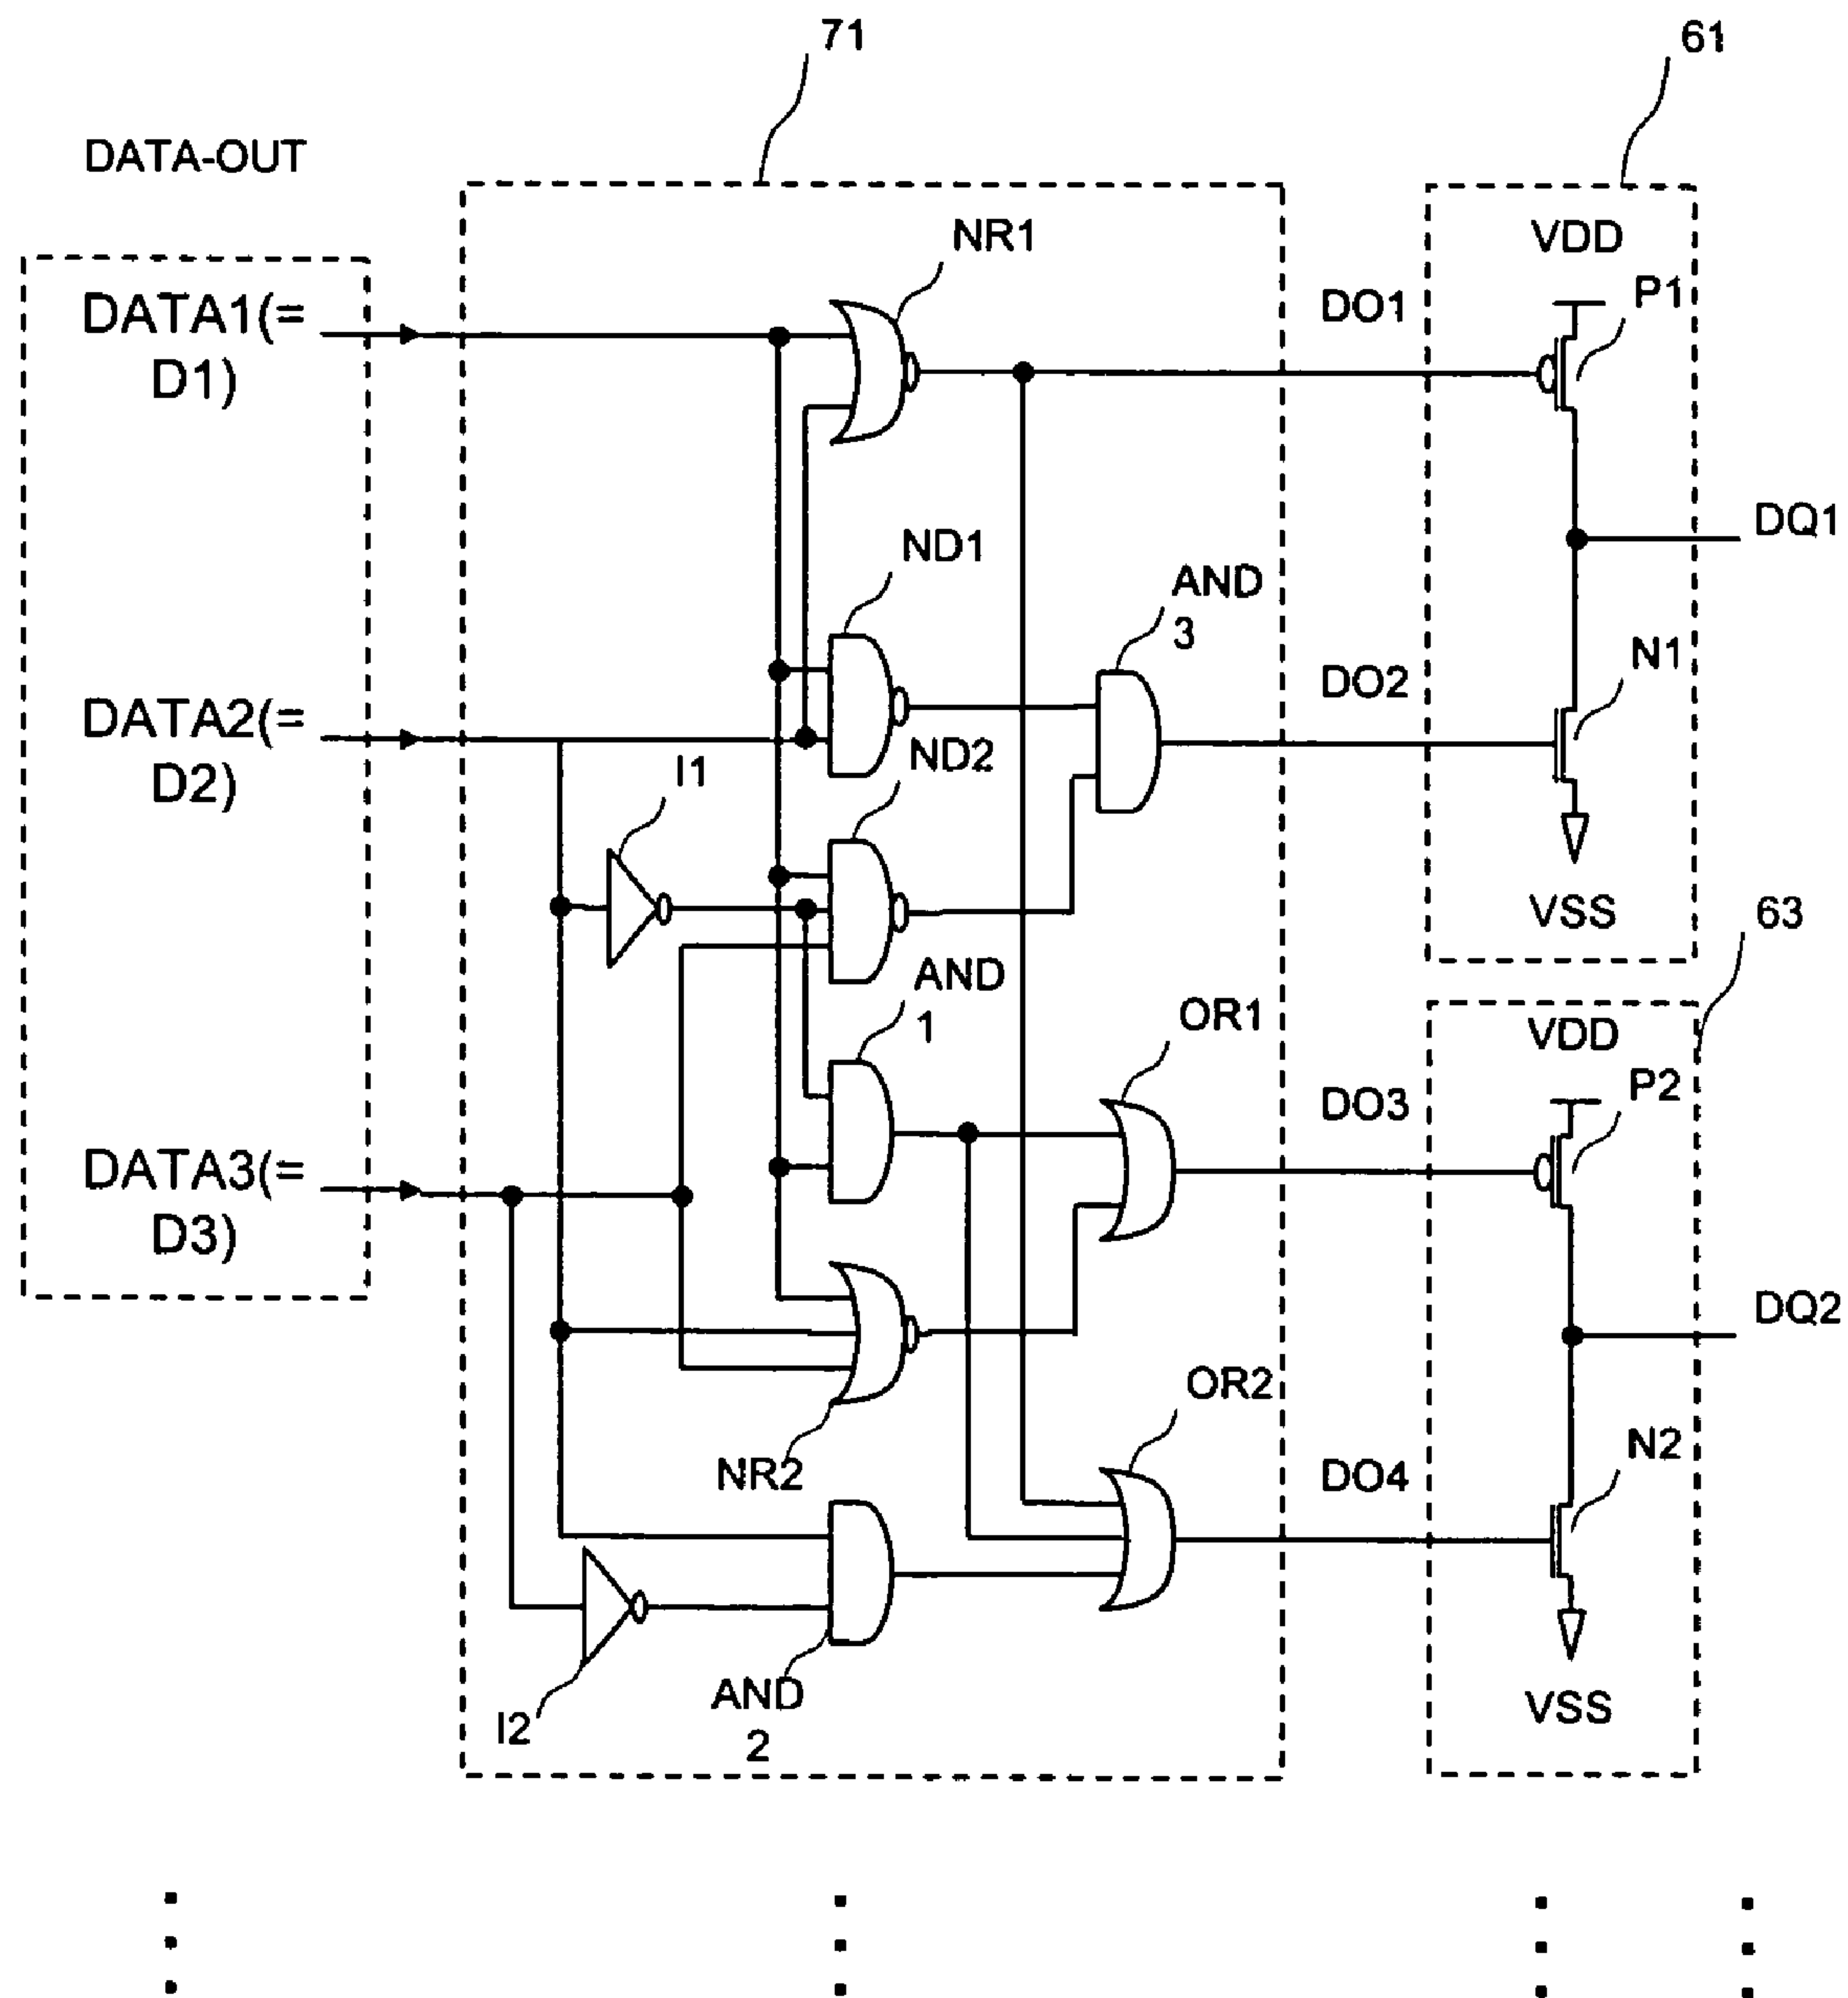 71
61
DATA-OUT
NR1
VDD
DATA1(=
D1)
DO1
P1
DQ1
ND1
AND
3
DATA2(=
D2)
DO2
N1
I1
ND2
VSS
63
AND
1
OR1
VDD
P2
DATA3(=
D3)
DO3
DQ2
NR2
OR2
DO4
N2
AND
2
I2
VSS